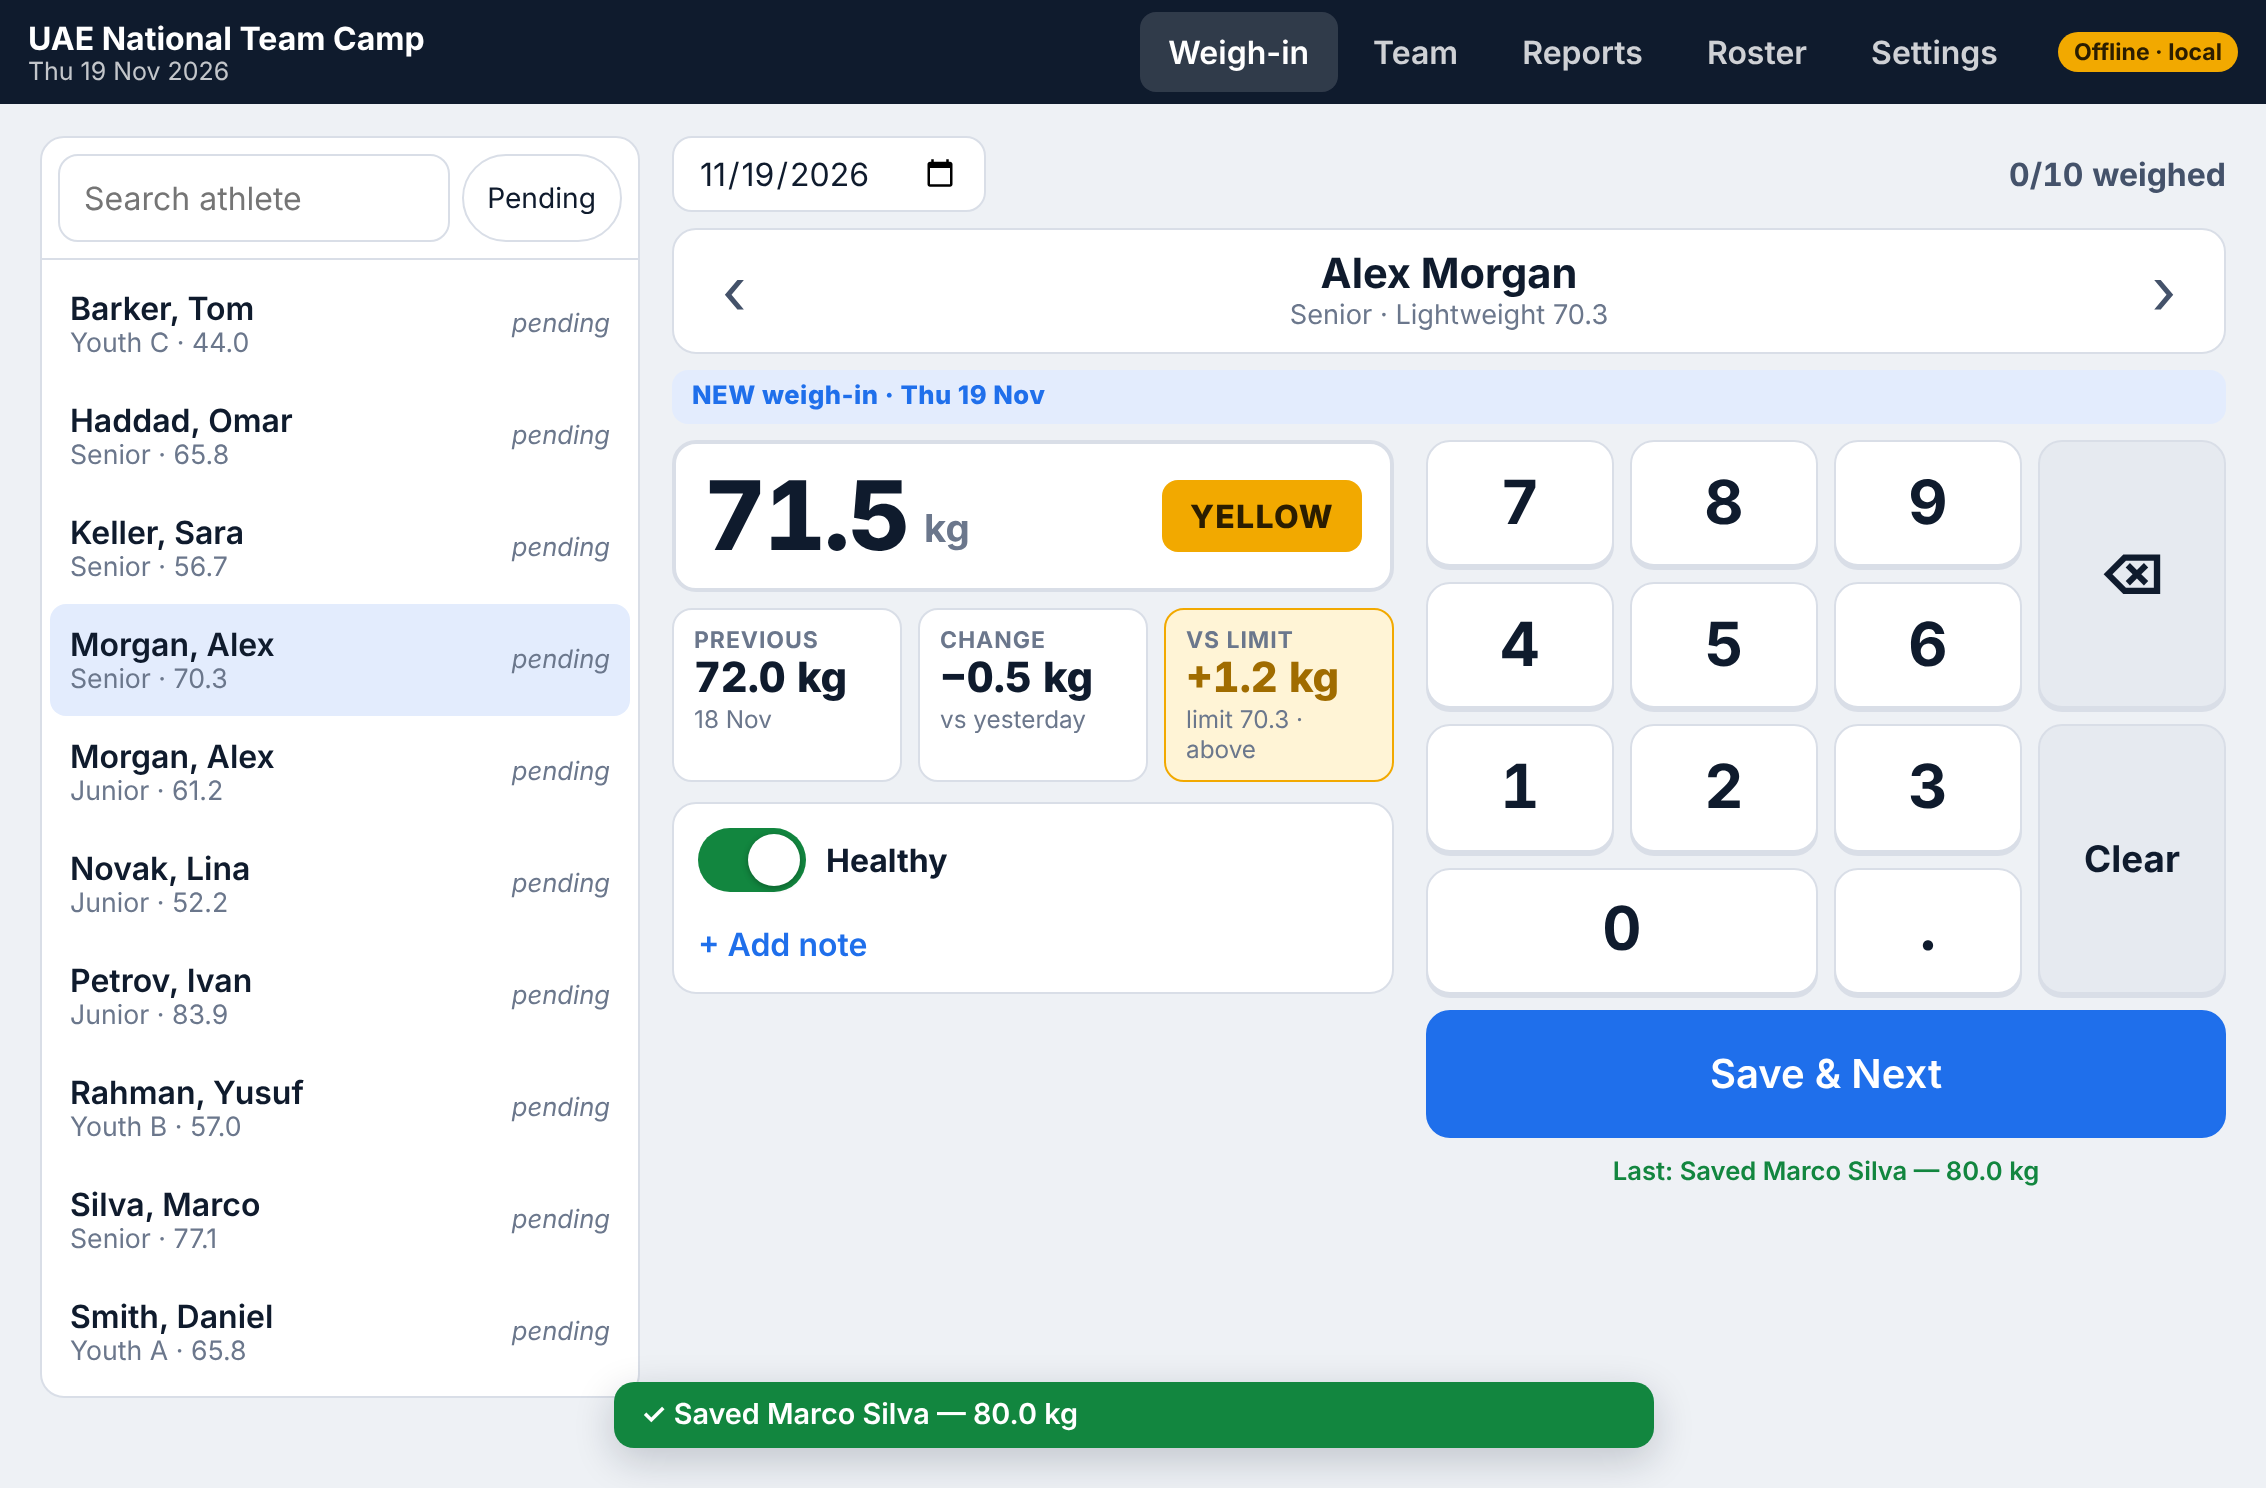 UAE National Team Camp
Thu 19 Nov 2026
Weigh-in
Team
Reports
Roster
Settings
Offline · local
Search athlete
Pending
Barker, Tom
Youth C · 44.0
pending
Haddad, Omar
Senior · 65.8
pending
Keller, Sara
Senior · 56.7
pending
Morgan, Alex
Senior · 70.3
pending
Morgan, Alex
Junior · 61.2
pending
Novak, Lina
Junior · 52.2
pending
Petrov, Ivan
Junior · 83.9
pending
Rahman, Yusuf
Youth B · 57.0
pending
Silva, Marco
Senior · 77.1
pending
Smith, Daniel
Youth A · 65.8
pending
11/19/2026
0/10 weighed
Alex Morgan
Senior · Lightweight 70.3
NEW weigh-in · Thu 19 Nov
71.5 kg
YELLOW
PREVIOUS
72.0 kg
18 Nov
CHANGE
−0.5 kg
vs yesterday
VS LIMIT
+1.2 kg
limit 70.3 ·
above
Healthy
+ Add note
7 8 9
4 5 6
1 2 3
Clear
0 .
Save & Next
Last: Saved Marco Silva — 80.0 kg
✓ Saved Marco Silva — 80.0 kg